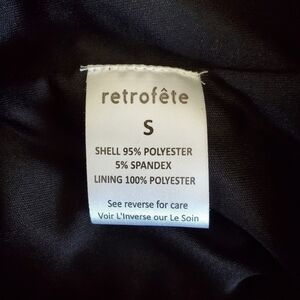 retrofête
S
SHELL 95% POLYESTER
5% SPANDEX
LINING 100% POLYESTER
See reverse for care
Voir L'Inverse our Le Soin